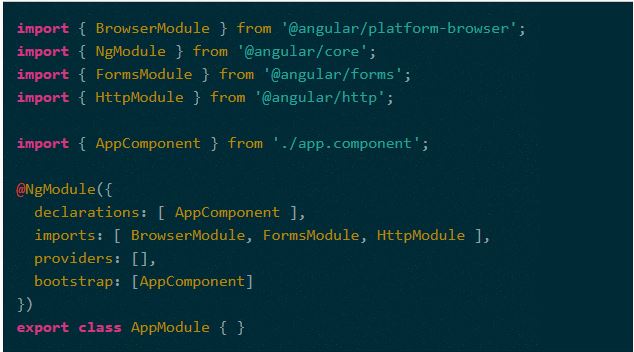 import { BrowserModule } from '@angular/platform-browser';
import { NgModule } from '@angular/core';
import { FormsModule } from '@angular/forms';
import { HttpModule } from '@angular/http';

import { AppComponent } from './app.component';

@NgModule({
  declarations: [ AppComponent ],
  imports: [ BrowserModule, FormsModule, HttpModule ],
  providers: [],
  bootstrap: [AppComponent]
})
export class AppModule { }